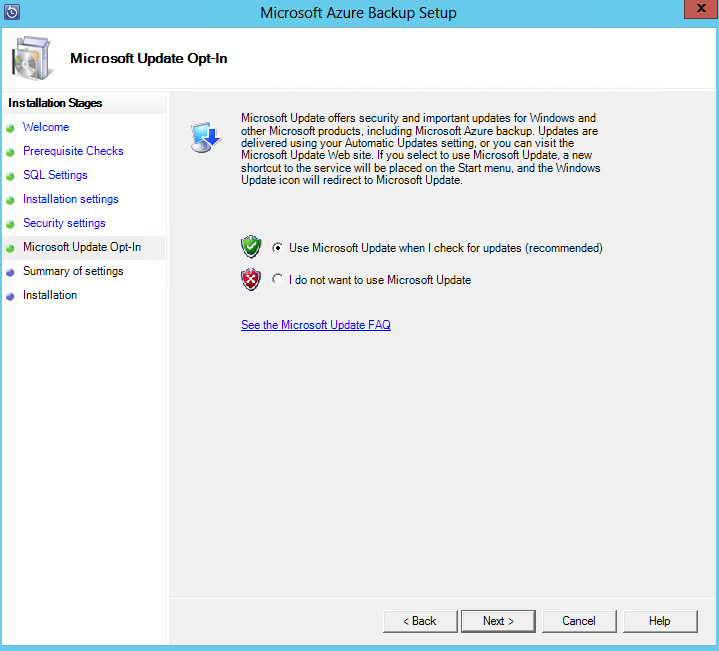 Microsoft Azure Backup Setup
x
Microsoft Update Opt-In
Installation Stages
Welcome
Prerequisite Checks
SQL Settings
Installation settings
Security settings
Microsoft Update Opt-In
Summary of settings
Installation
Microsoft Update offers security and important updates for Windows and
other Microsoft products, including Microsoft Azure backup. Updates are
delivered using your Automatic Updates setting, or you can visit the
Microsoft Update Web site. If you select to use Microsoft Update, a new
shortcut to the service will be placed on the Start menu, and the Windows
Update icon will redirect to Microsoft Update.
Use Microsoft Update when I check for updates (recommended)
I do not want to use Microsoft Update
See the Microsoft Update FAQ
< Back
Next >
Cancel
Help